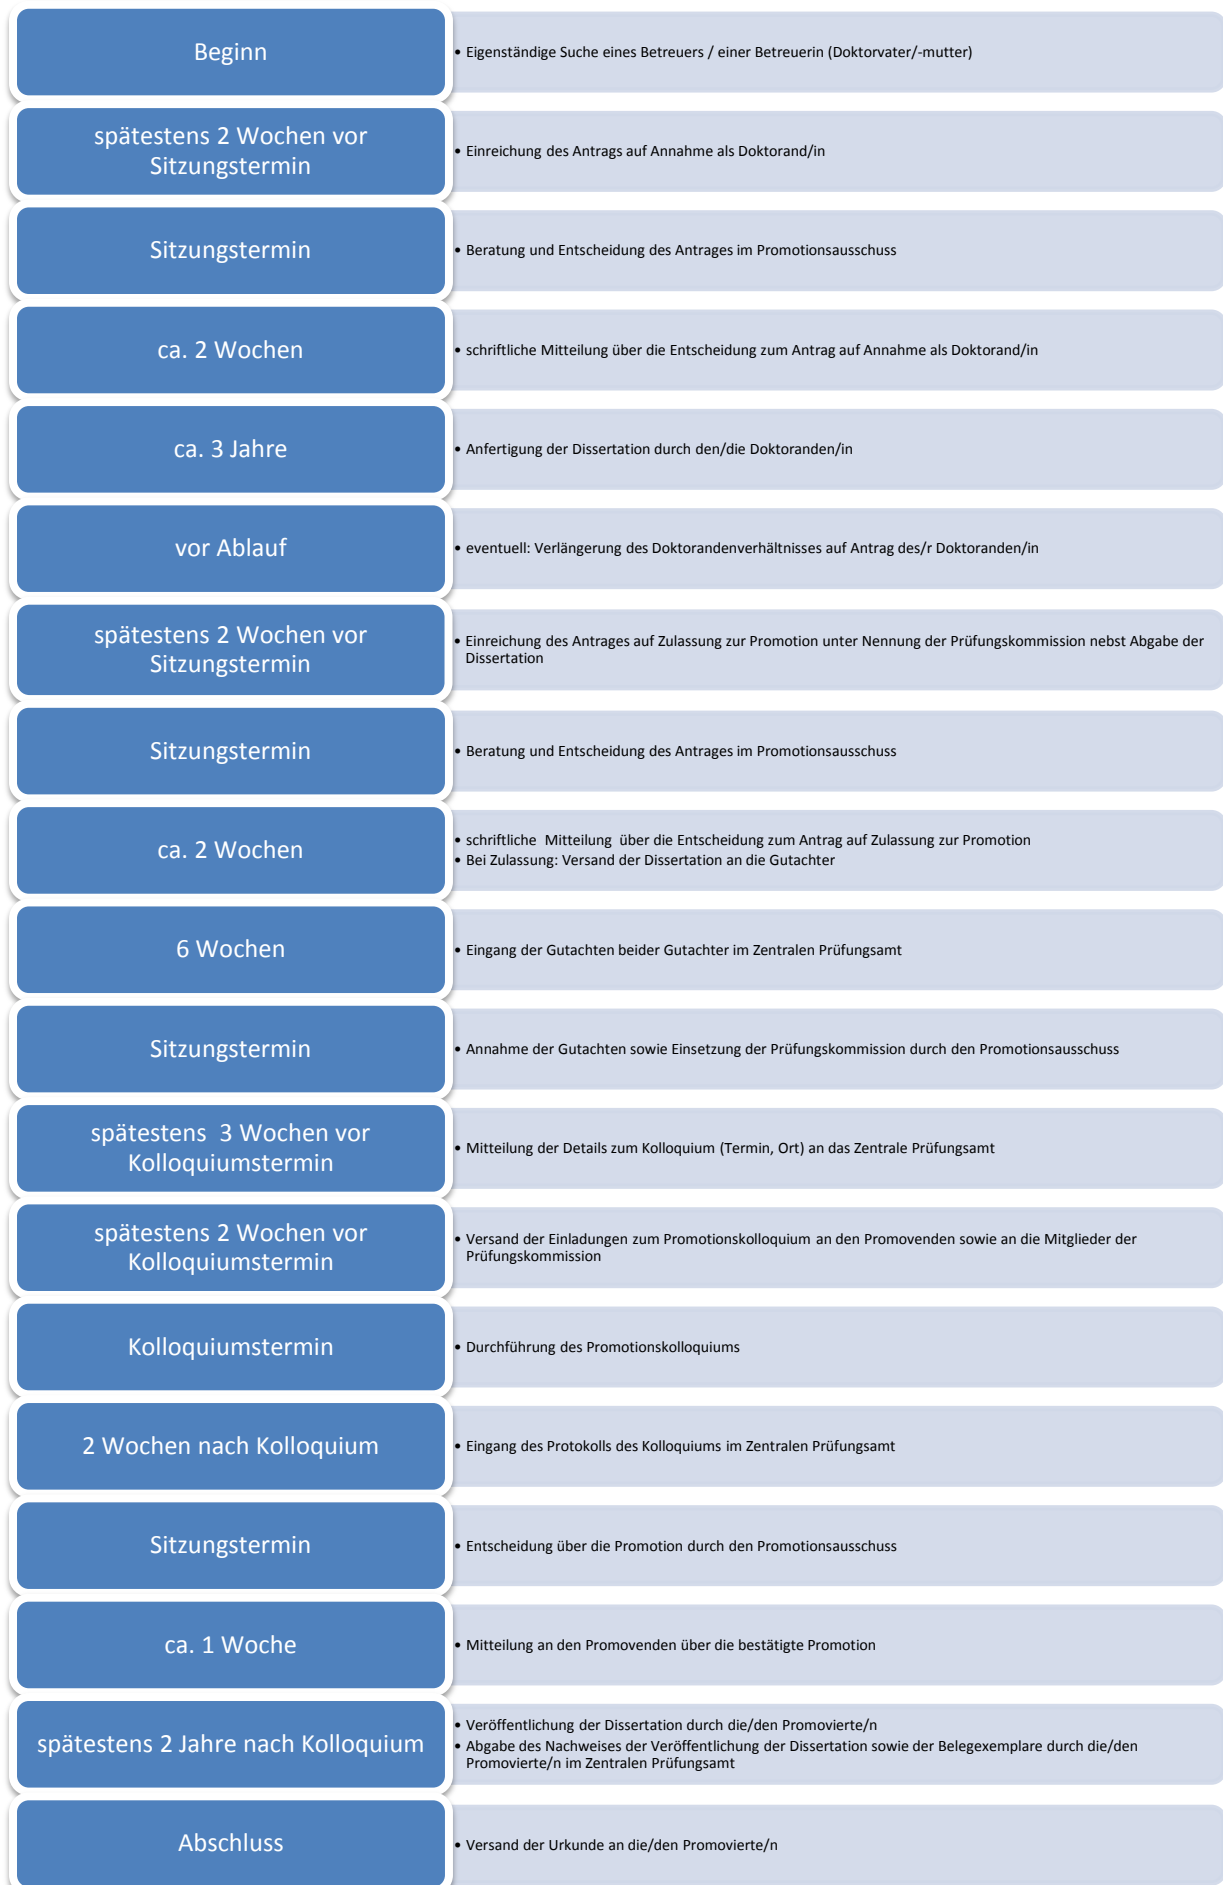 Beginn
• Eigenständige Suche eines Betreuers / einer Betreuerin (Doktorvater/-mutter)
spätestens 2 Wochen vor
Sitzungstermin
• Einreichung des Antrags auf Annahme als Doktorand/in
Sitzungstermin
• Beratung und Entscheidung des Antrages im Promotionsausschuss
ca. 2 Wochen
• schriftliche Mitteilung über die Entscheidung zum Antrag auf Annahme als Doktorand/in
ca. 3 Jahre
• Anfertigung der Dissertation durch den/die Doktoranden/in
vor Ablauf
• eventuell: Verlängerung des Doktorandenverhältnisses auf Antrag des/r Doktoranden/in
spätestens 2 Wochen vor
Sitzungstermin
• Einreichung des Antrages auf Zulassung zur Promotion unter Nennung der Prüfungskommission nebst Abgabe der
Dissertation
Sitzungstermin
• Beratung und Entscheidung des Antrages im Promotionsausschuss
ca. 2 Wochen
• schriftliche Mitteilung über die Entscheidung zum Antrag auf Zulassung zur Promotion
• Bei Zulassung: Versand der Dissertation an die Gutachter
6 Wochen
• Eingang der Gutachten beider Gutachter im Zentralen Prüfungsamt
Sitzungstermin
• Annahme der Gutachten sowie Einsetzung der Prüfungskommission durch den Promotionsausschuss
spätestens 3 Wochen vor
Kolloquiumstermin
• Mitteilung der Details zum Kolloquium (Termin, Ort) an das Zentrale Prüfungsamt
spätestens 2 Wochen vor
Kolloquiumstermin
• Versand der Einladungen zum Promotionskolloquium an den Promovenden sowie an die Mitglieder der
Prüfungskommission
Kolloquiumstermin
• Durchführung des Promotionskolloquiums
2 Wochen nach Kolloquium
• Eingang des Protokolls des Kolloquiums im Zentralen Prüfungsamt
Sitzungstermin
• Entscheidung über die Promotion durch den Promotionsausschuss
ca. 1 Woche
• Mitteilung an den Promovenden über die bestätigte Promotion
spätestens 2 Jahre nach Kolloquium
• Veröffentlichung der Dissertation durch die/den Promovierte/n
• Abgabe des Nachweises der Veröffentlichung der Dissertation sowie der Belegexemplare durch die/den
Promovierte/n im Zentralen Prüfungsamt
Abschluss
• Versand der Urkunde an die/den Promovierte/n